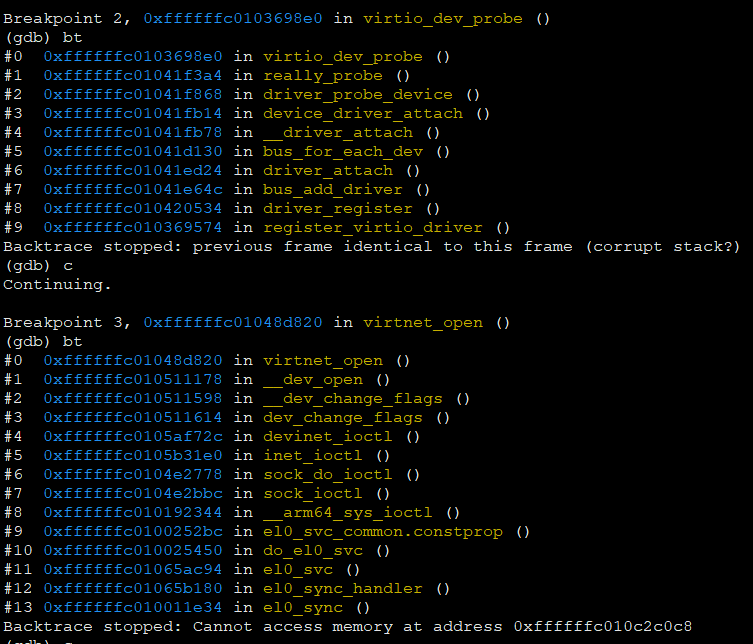 Breakpoint 2, 0xffffffc0103698e0 in virtio_dev_probe ()
(gdb) bt
#0  0xffffffc0103698e0 in virtio_dev_probe ()
#1  0xffffffc01041f3a4 in really_probe ()
#2  0xffffffc01041f868 in driver_probe_device ()
#3  0xffffffc01041fb14 in device_driver_attach ()
#4  0xffffffc01041fb78 in __driver_attach ()
#5  0xffffffc01041d130 in bus_for_each_dev ()
#6  0xffffffc01041ed24 in driver_attach ()
#7  0xffffffc01041e64c in bus_add_driver ()
#8  0xffffffc010420534 in driver_register ()
#9  0xffffffc010369574 in register_virtio_driver ()
Backtrace stopped: previous frame identical to this frame (corrupt stack?)
(gdb) c
Continuing.

Breakpoint 3, 0xffffffc01048d820 in virtnet_open ()
(gdb) bt
#0  0xffffffc01048d820 in virtnet_open ()
#1  0xffffffc010511178 in __dev_open ()
#2  0xffffffc010511598 in __dev_change_flags ()
#3  0xffffffc010511614 in dev_change_flags ()
#4  0xffffffc0105af72c in devinet_ioctl ()
#5  0xffffffc0105b31e0 in inet_ioctl ()
#6  0xffffffc0104e2778 in sock_do_ioctl ()
#7  0xffffffc0104e2bbc in sock_ioctl ()
#8  0xffffffc010192344 in __arm64_sys_ioctl ()
#9  0xffffffc0100252bc in el0_svc_common.constprop ()
#10 0xffffffc010025450 in do_el0_svc ()
#11 0xffffffc01065ac94 in el0_svc ()
#12 0xffffffc01065b180 in el0_sync_handler ()
#13 0xffffffc010011e34 in el0_sync ()
Backtrace stopped: Cannot access memory at address 0xffffffc010c2c0c8